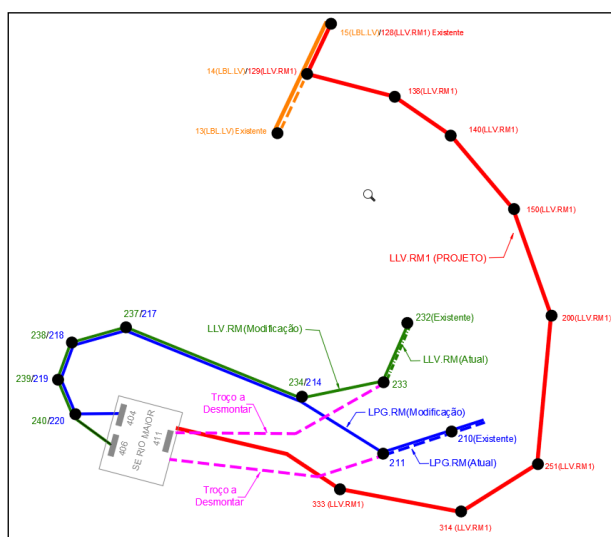 15(LBL.LV)/128(LLV.RM1) Existente
14(LBL.LV)/129(LLV.RM1)
138(LLV.RM1)
13(LBL.LV) Existente
140(LLV.RM1)
150(LLV.RM1)
LLV.RM1 (PROJETO)
237/217
232(Existente)
200(LLV.RM1)
238/218
LLV.RM(Modificação)
LLV.RM(Atual)
239/219
234/214
233
Troço a
Desmontar
LPG.RM(Modificação)
240/220
404
406
411
SE RIO MAIOR
210(Existente)
211
LPG.RM(Atual)
251(LLV.RM1)
Troço a
Desmontar
333 (LLV.RM1)
314 (LLV.RM1)